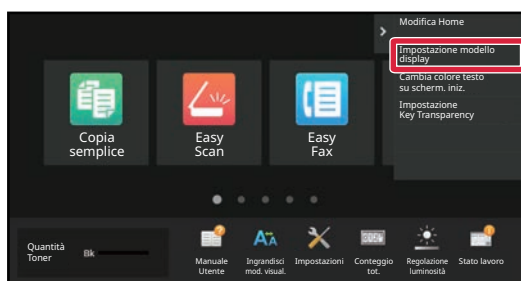 Modifica Home
Impostazione modello
display
Cambia colore testo
su scherm. iniz.
Impostazione
Key Transparency
Copia
semplice
Easy
Scan
Easy
Fax
Quantità
Toner
Bk
Manuale
Utente
Ingrandisci
mod. visual.
Impostazioni
Conteggio
tot.
Regolazione
luminosità
Stato lavoro